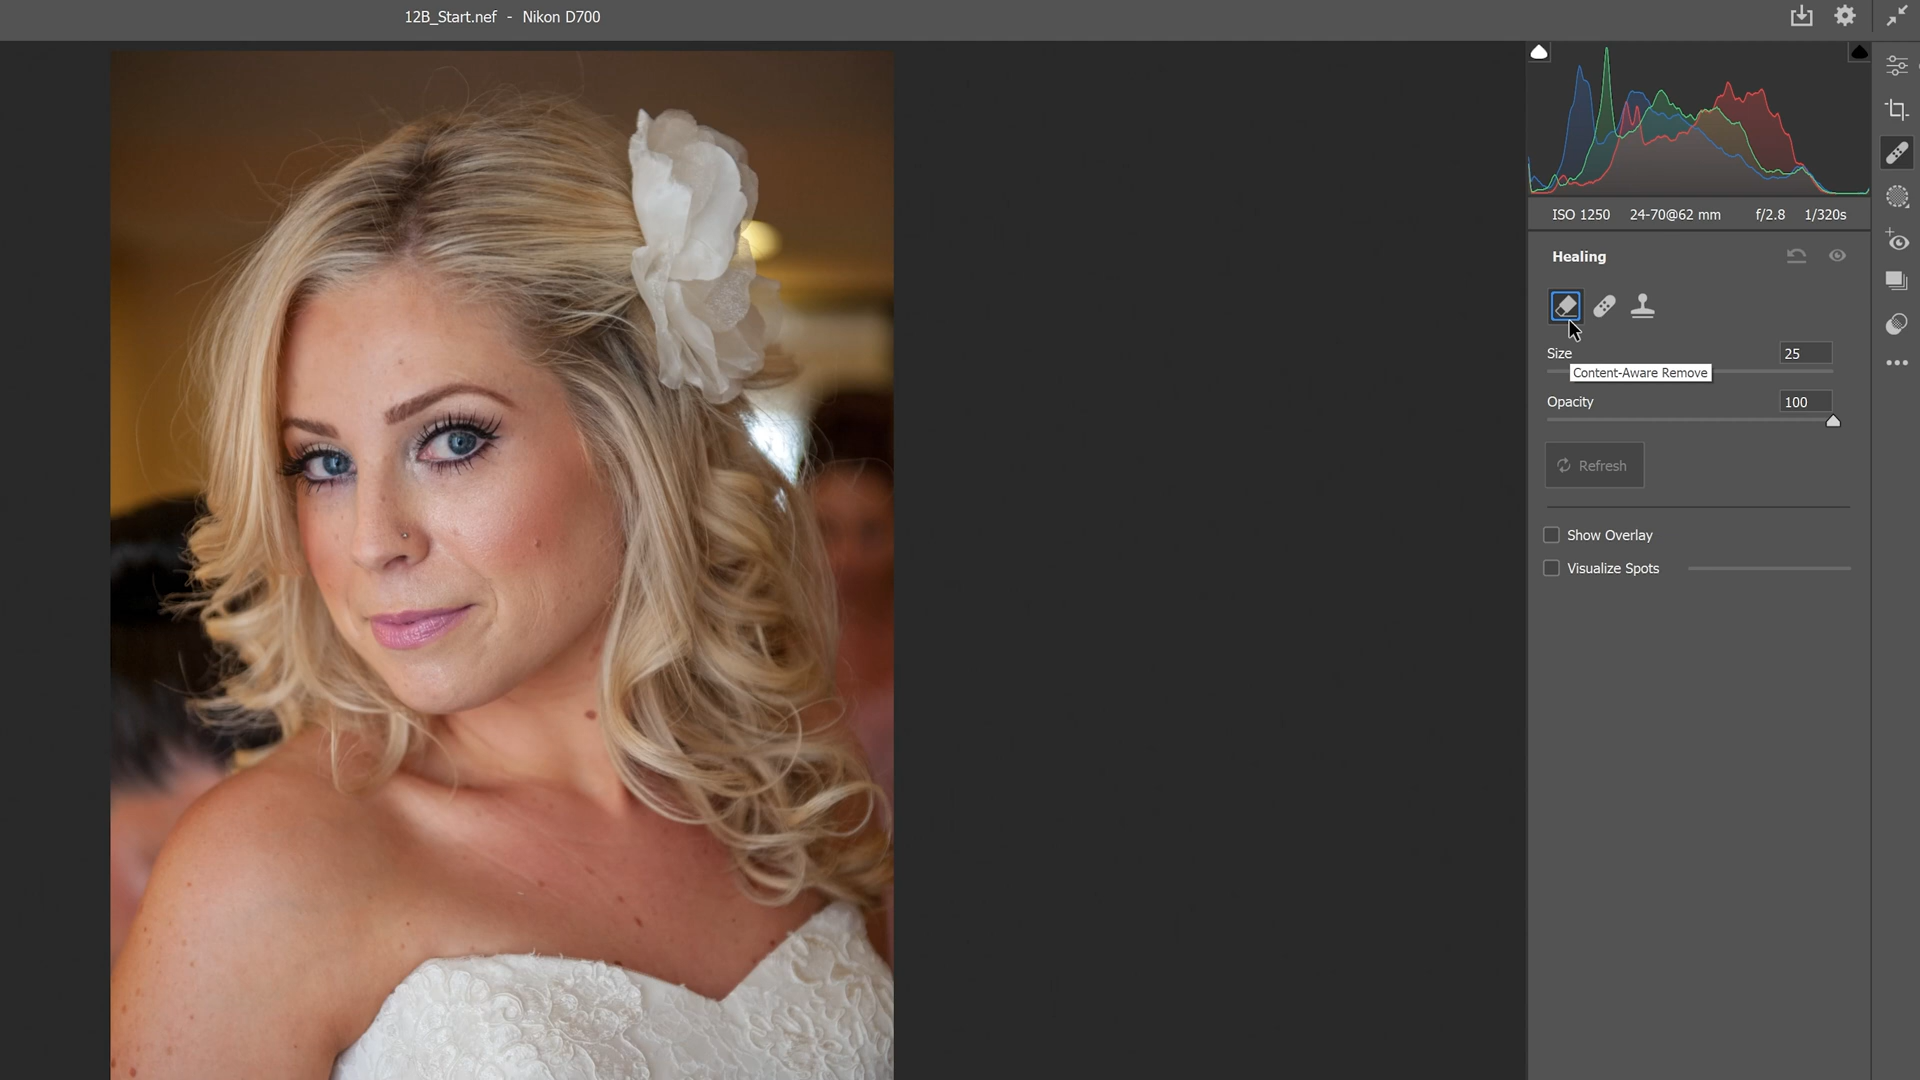 12B_Start.nef - Nikon D700
ISO 1250 24-70@62 mm f/2.8 1/320s
Healing
Size 25
Content-Aware Remove
Opacity 100
Refresh
Show Overlay
Visualize Spots